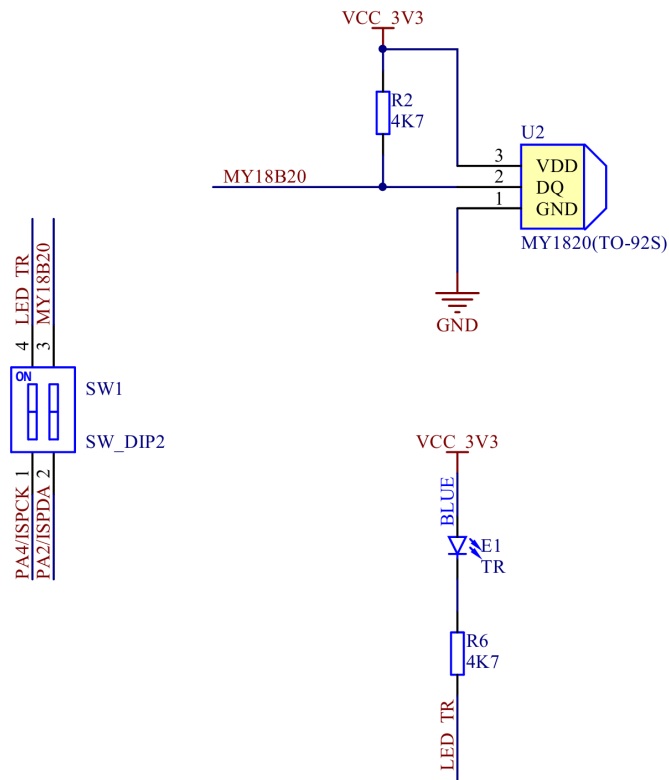 VCC_3V3
R2
4K7
U2
3
VDD
MY18B20
2
DQ
1
GND
MY1820(TO-92S)
GND
LED_TR
MY18B20
4
3
ON
SW1
SW_DIP2
1
2
PA4/ISPCK
PA2/ISPDA
VCC_3V3
BLUE
E1
TR
R6
4K7
LED_TR